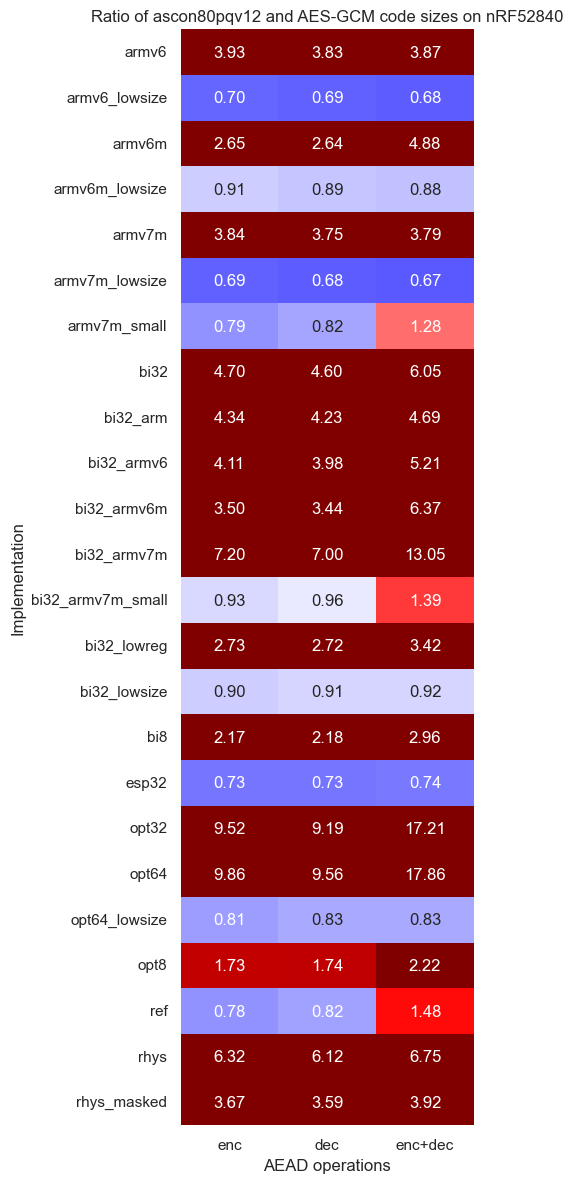 Ratio of ascon80pqv12 and AES-GCM code sizes on nRF52840
armv6 3.93 3.83 3.87
armv6_lowsize 0.70 0.69 0.68
armv6m 2.65 2.64 4.88
armv6m_lowsize 0.91 0.89 0.88
armv7m 3.84 3.75 3.79
armv7m_lowsize 0.69 0.68 0.67
armv7m_small 0.79 0.82 1.28
bi32 4.70 4.60 6.05
bi32_arm 4.34 4.23 4.69
bi32_armv6 4.11 3.98 5.21
bi32_armv6m 3.50 3.44 6.37
bi32_armv7m 7.20 7.00 13.05
bi32_armv7m_small 0.93 0.96 1.39
bi32_lowreg 2.73 2.72 3.42
bi32_lowsize 0.90 0.91 0.92
bi8 2.17 2.18 2.96
esp32 0.73 0.73 0.74
opt32 9.52 9.19 17.21
opt64 9.86 9.56 17.86
opt64_lowsize 0.81 0.83 0.83
opt8 1.73 1.74 2.22
ref 0.78 0.82 1.48
rhys 6.32 6.12 6.75
rhys_masked 3.67 3.59 3.92
enc dec enc+dec
AEAD operations
Implementation